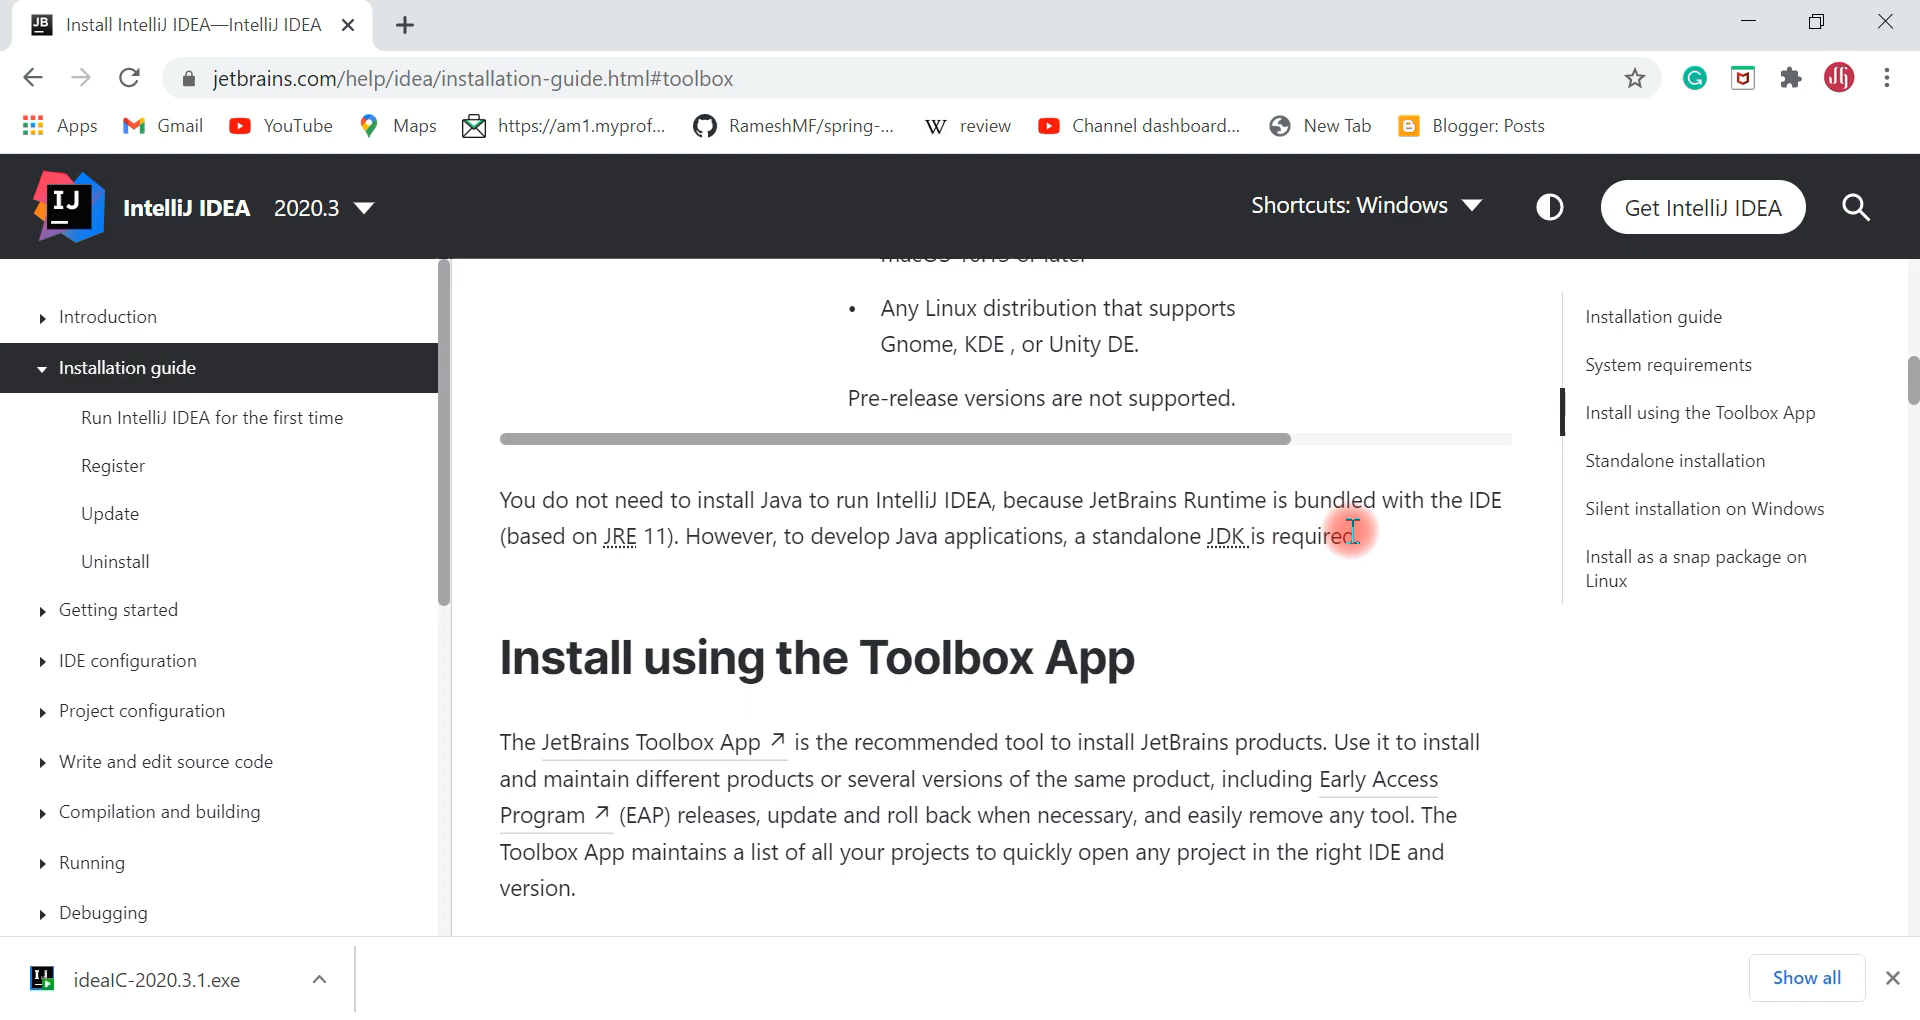 JB Install IntelliJ IDEA—IntelliJ IDEA
jetbrains.com/help/idea/installation-guide.html#toolbox
Apps Gmail YouTube Maps https://am1.myprof... RameshMF/spring-... W review Channel dashboard... New Tab Blogger: Posts
IJ IntelliJ IDEA 2020.3 Shortcuts: Windows Get IntelliJ IDEA
Introduction
Installation guide
Run IntelliJ IDEA for the first time
Register
Update
Uninstall
Getting started
IDE configuration
Project configuration
Write and edit source code
Compilation and building
Running
Debugging
• Any Linux distribution that supports
Gnome, KDE , or Unity DE.
Pre-release versions are not supported.
You do not need to install Java to run IntelliJ IDEA, because JetBrains Runtime is bundled with the IDE
(based on JRE 11). However, to develop Java applications, a standalone JDK is required.
Install using the Toolbox App
The JetBrains Toolbox App ↗ is the recommended tool to install JetBrains products. Use it to install
and maintain different products or several versions of the same product, including Early Access
Program ↗ (EAP) releases, update and roll back when necessary, and easily remove any tool. The
Toolbox App maintains a list of all your projects to quickly open any project in the right IDE and
version.
Installation guide
System requirements
Install using the Toolbox App
Standalone installation
Silent installation on Windows
Install as a snap package on
Linux
ideaIC-2020.3.1.exe
Show all